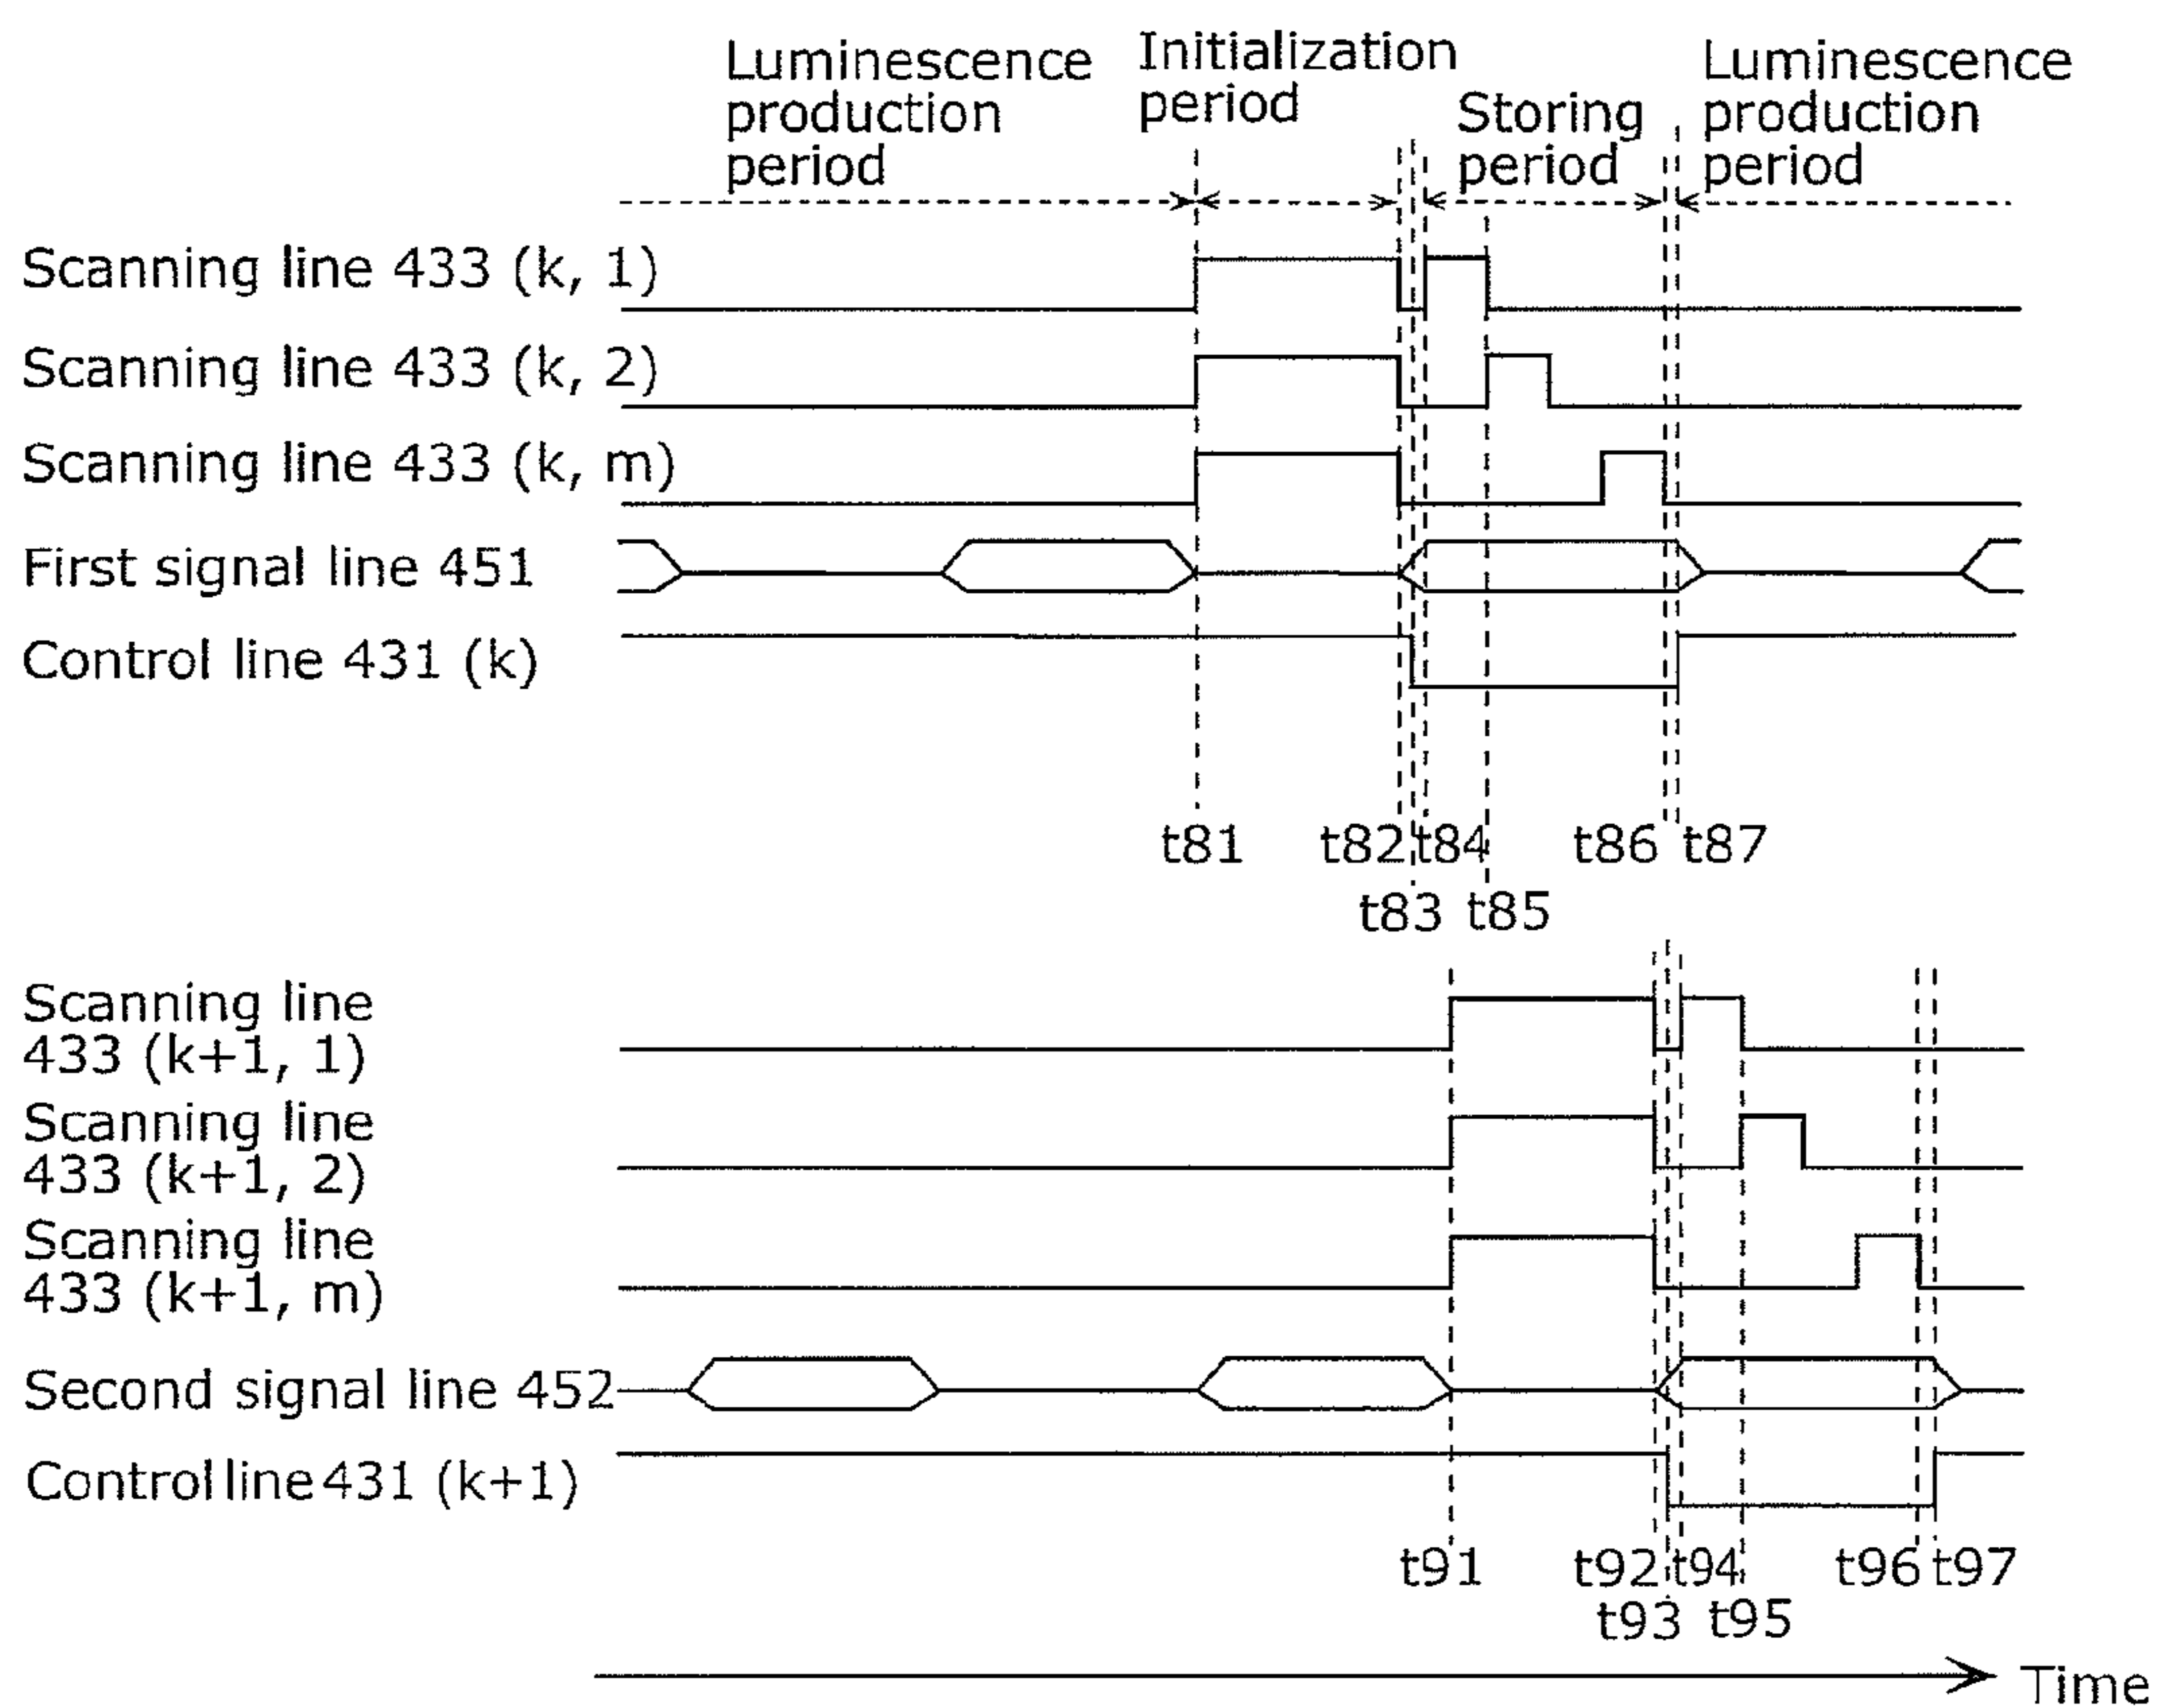 Luminescence
production
period
Initialization
period
Storing
period
Luminescence
production
period
Scanning line 433 (k, 1)
Scanning line 433 (k, 2)
Scanning line 433 (k, m)
First signal line 451
Control line 431 (k)
t81
t82
t84
t86
t87
t83
t85
Scanning line
433 (k+1, 1)
Scanning line
433 (k+1, 2)
Scanning line
433 (k+1, m)
Second signal line 452
Control line 431 (k+1)
t91
t92
t94
t96
t97
t93
t95
Time